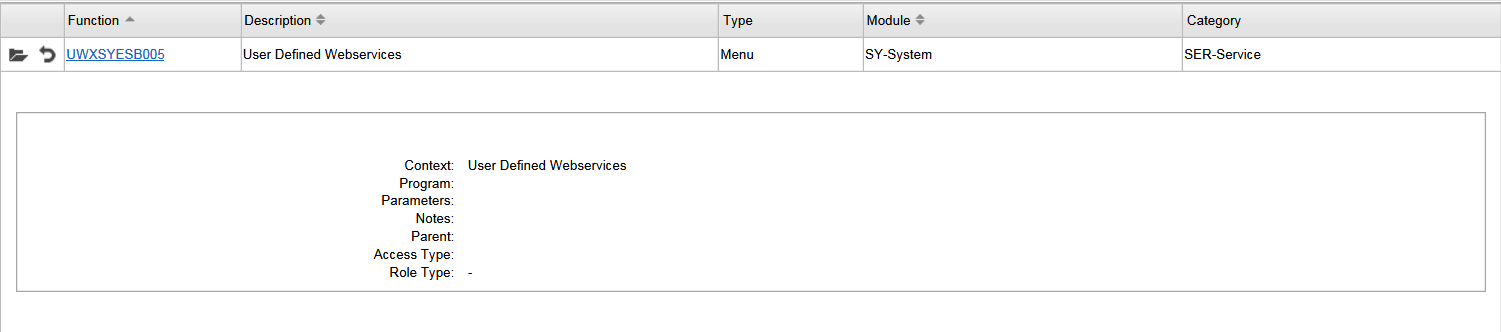 Function Description Type Module Category
UWXSYESB005 User Defined Webservices Menu SY-System SER-Service
Context: User Defined Webservices
Program:
Parameters:
Notes:
Parent:
Access Type:
Role Type: -